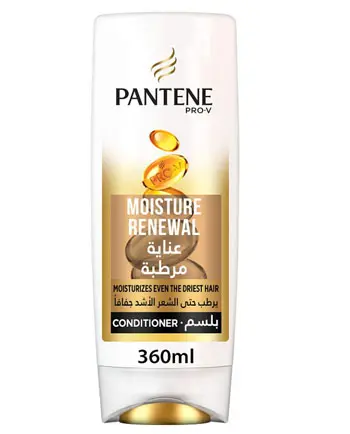 PANTENE
PRO-V
PRO-V
MOISTURE
RENEWAL
عناية
مرطبة
MOISTURIZES EVEN THE DRIEST HAIR
يرطب حتى الشعر الأشد جفافاً
CONDITIONER • بلسم
360ml